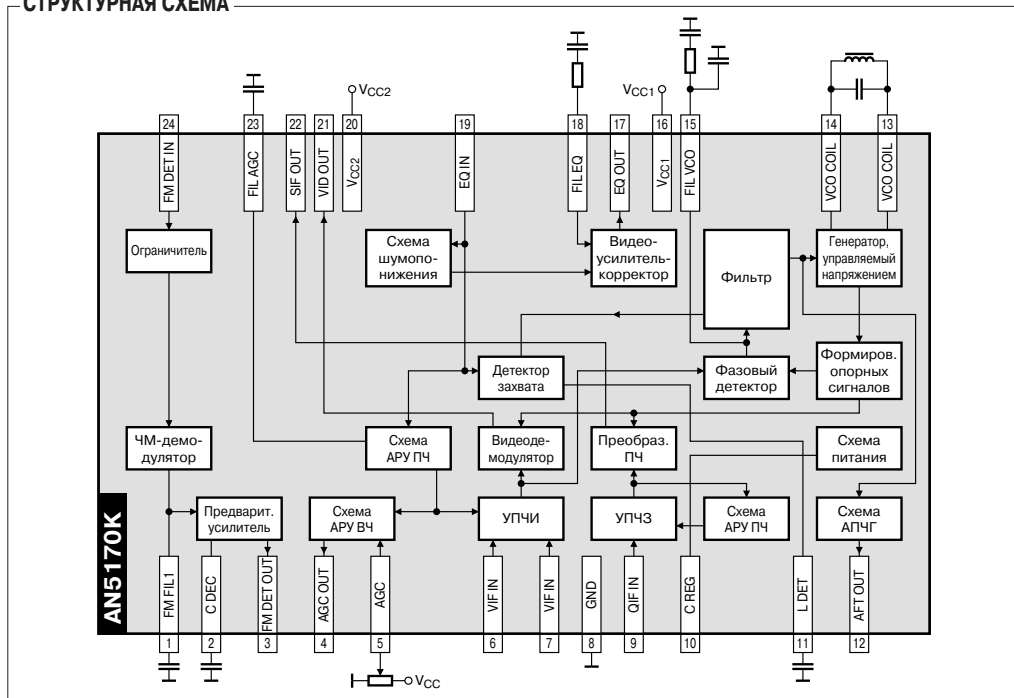 СТРУКТУРНАЯ СХЕМА
VCC2
VCC1
24
23
22
21
20
19
18
17
16
15
14
13
FM DET IN
FIL AGC
SIF OUT
VID OUT
VCC2
EQ IN
FIL EQ
EQ OUT
VCC1
FIL VCO
VCO COIL
VCO COIL
Ограничитель
Схема
шумопо-
нижения
Видео-
усилитель-
корректор
Фильтр
Генератор,
управляемый
напряжением
Детектор
захвата
Фазовый
детектор
Формиров.
опорных
сигналов
ЧМ-демо-
дулятор
Схема
АРУ ПЧ
Видеоде-
модулятор
Преобраз.
ПЧ
Схема
питания
Предварит.
усилитель
Схема
АРУ ВЧ
УПЧИ
УПЧЗ
Схема
АРУ ПЧ
Схема
АПЧГ
AN5170K
FM FIL1
C DEC
FM DET OUT
AGC OUT
AGC
VIF IN
VIF IN
GND
QIF IN
C REG
L DET
AFT OUT
1
2
3
4
5
6
7
8
9
10
11
12
VCC